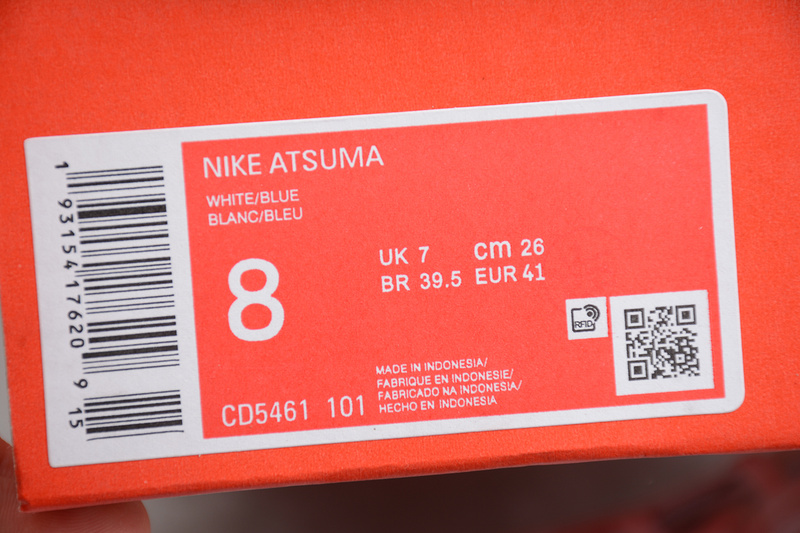 NIKE ATSUMA
WHITE/BLUE
BLANC/BLEU
8
UK 7 cm 26
BR 39.5 EUR 41
RFID
MADE IN INDONESIA/
FABRIQUE EN INDONESIE/
FABRICADO NA INDONESIA/
HECHO EN INDONESIA
CD5461 101
1 93154 17620 9 15